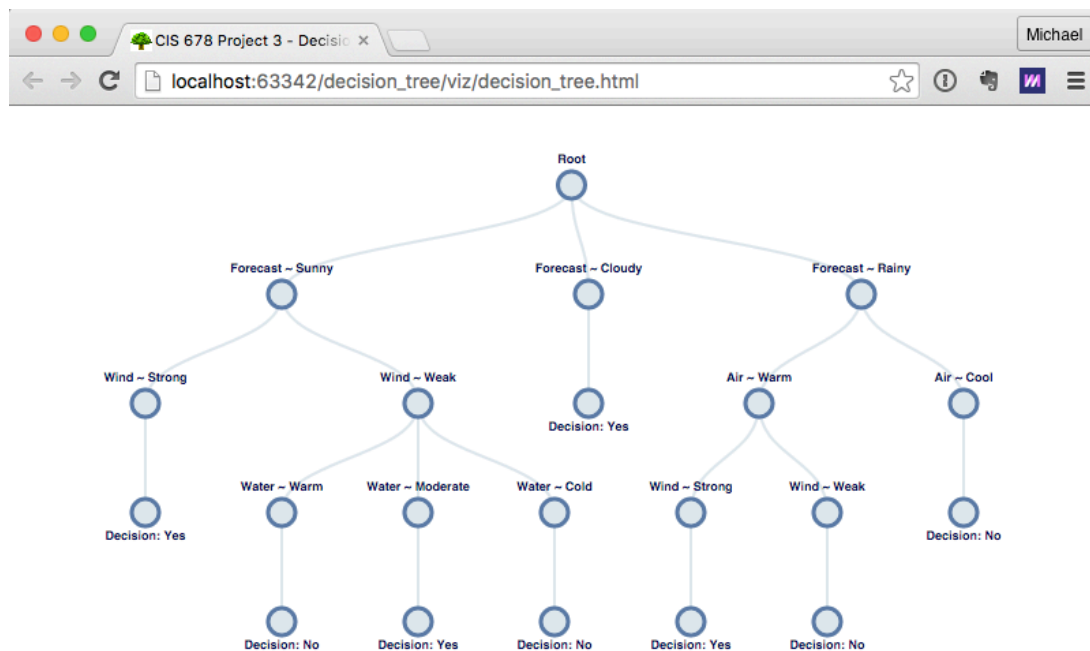 CIS 678 Project 3 - Decisio
Michael
localhost:63342/decision_tree/viz/decision_tree.html
Root
Forecast ~ Sunny
Forecast ~ Cloudy
Forecast ~ Rainy
Wind ~ Strong
Wind ~ Weak
Air ~ Warm
Air ~ Cool
Decision: Yes
Water ~ Warm
Water ~ Moderate
Water ~ Cold
Wind ~ Strong
Wind ~ Weak
Decision: Yes
Decision: No
Decision: No
Decision: Yes
Decision: No
Decision: Yes
Decision: No